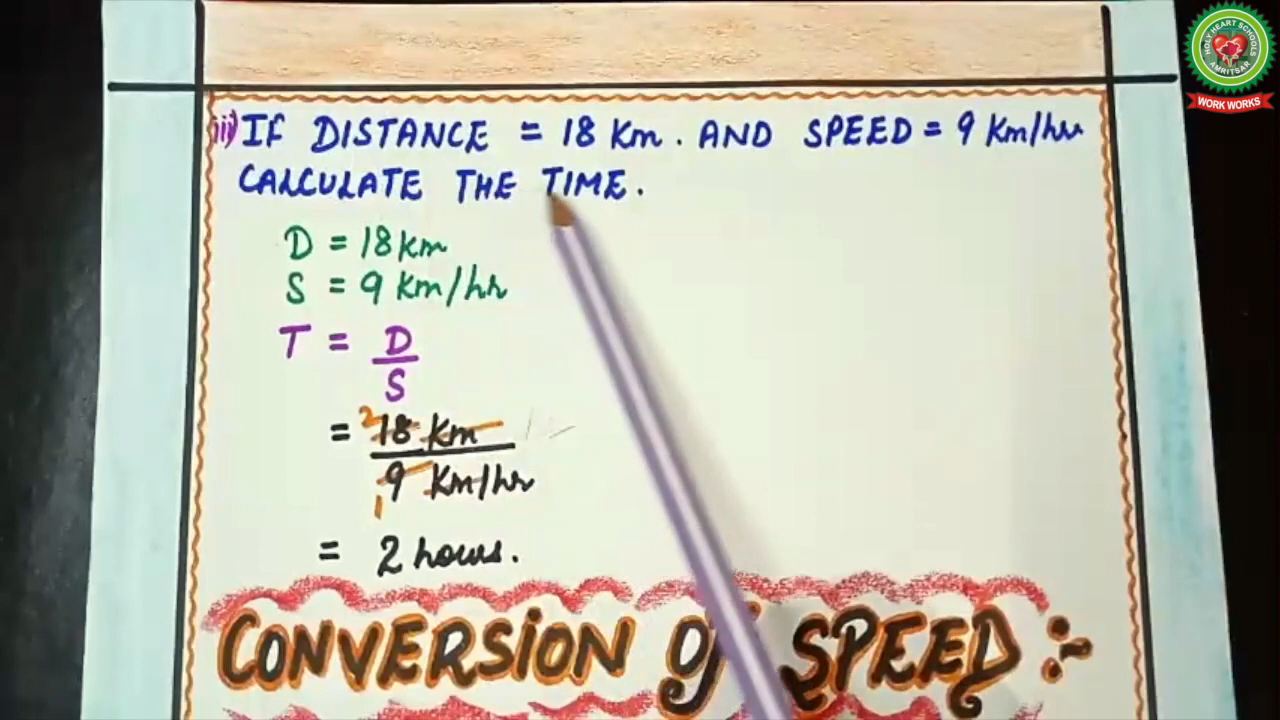 iii) IF DISTANCE = 18 Km. AND SPEED = 9 Km/hr
CALCULATE THE TIME.
D = 18 km
S = 9 Km/hr
T = D
S
= 2 18 Km
1 9 Km/hr
= 2 hours.
CONVERSION Of SPEED :-
HOLY HEART SCHOOLS
AMRITSAR
WORK WORKS